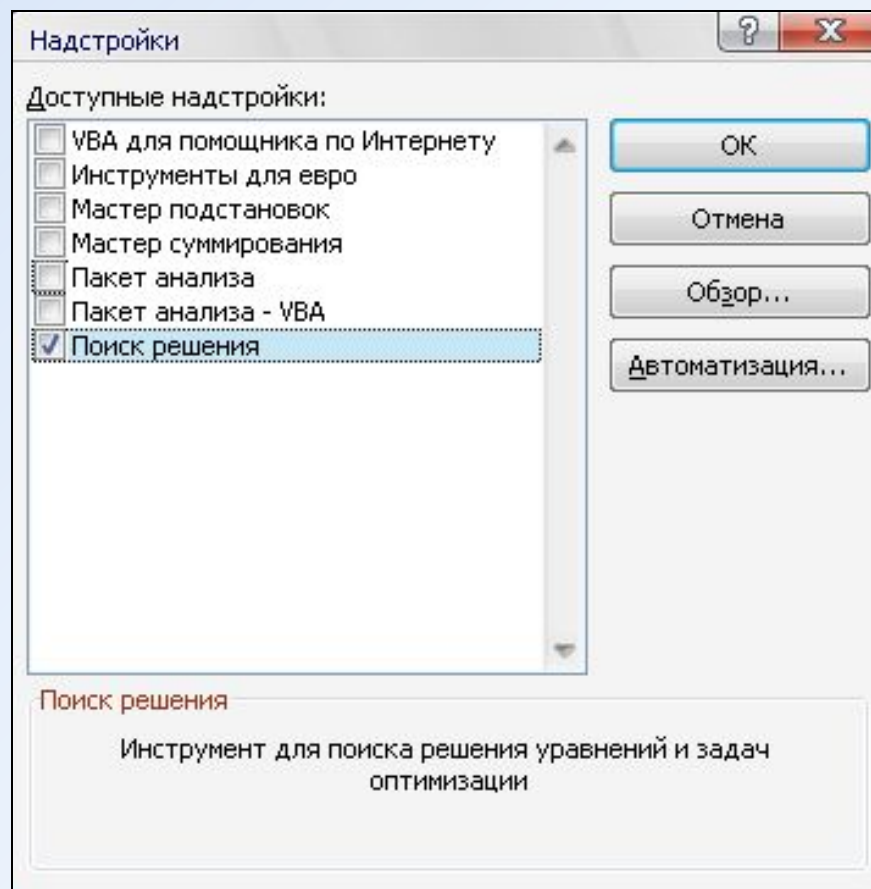 Надстройки
Доступные надстройки:
VBA для помощника по Интернету
Инструменты для евро
Мастер подстановок
Мастер суммирования
Пакет анализа
Пакет анализа - VBA
Поиск решения
ОК
Отмена
Обзор...
Автоматизация...
Поиск решения
Инструмент для поиска решения уравнений и задач
оптимизации